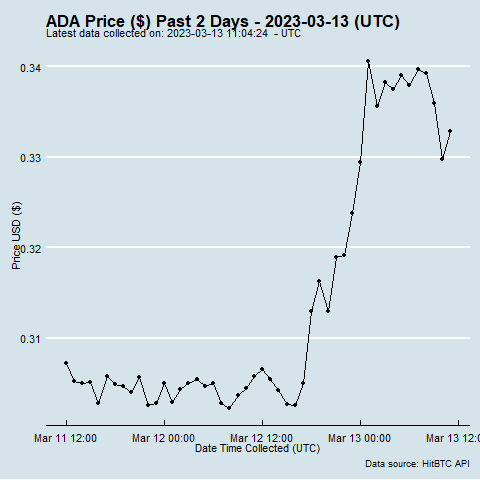 ADA Price ($) Past 2 Days - 2023-03-13 (UTC)
Latest data collected on: 2023-03-13 11:04:24 - UTC
0.34
0.33
0.32
0.31
Price USD ($)
Mar 11 12:00
Mar 12 00:00
Mar 12 12:00
Mar 13 00:00
Mar 13 12:0
Date Time Collected (UTC)
Data source: HitBTC API